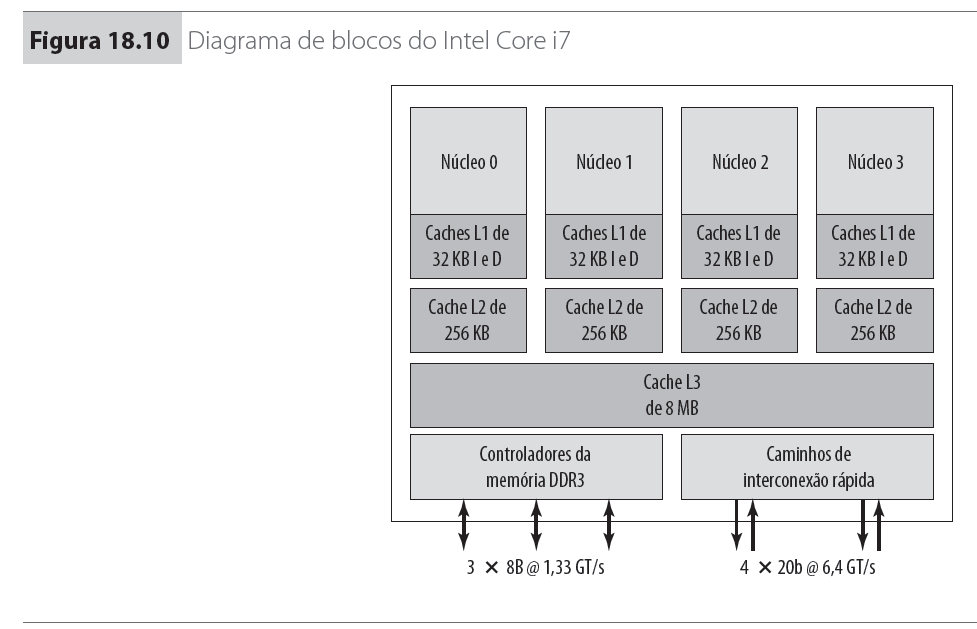 Figura 18.10 Diagrama de blocos do Intel Core i7
Núcleo 0
Núcleo 1
Núcleo 2
Núcleo 3
Caches L1 de
32 KB I e D
Caches L1 de
32 KB I e D
Caches L1 de
32 KB I e D
Caches L1 de
32 KB I e D
Cache L2 de
256 KB
Cache L2 de
256 KB
Cache L2 de
256 KB
Cache L2 de
256 KB
Cache L3
de 8 MB
Controladores da
memória DDR3
Caminhos de
interconexão rápida
3 × 8B @ 1,33 GT/s
4 × 20b @ 6,4 GT/s